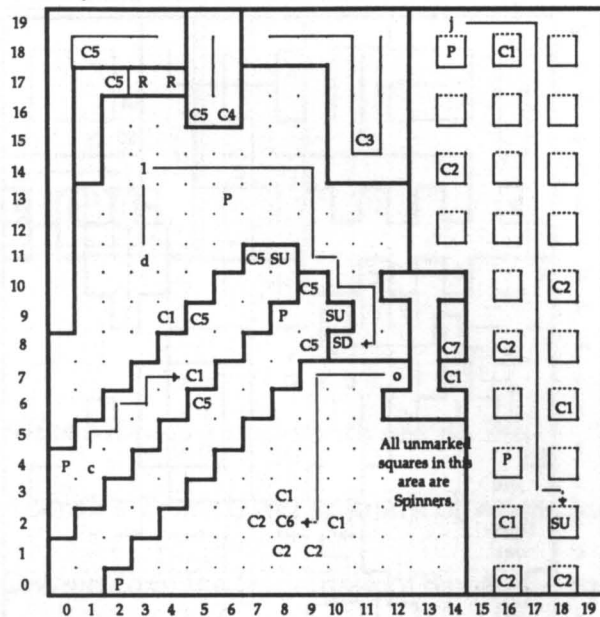 19 j
18 C5 P C1
17 C5 R R
16 C5 C4
15 C3
14 1 C2
13 P
12
11 d C5 SU
10 C5 C2
9 C1 C5 P SU
8 C5 SD C7 C2
7 C1 o C1
6 C5 C1
5 All unmarked
4 P c squares in this P
area are
3 C1 Spinners.
2 C2 C6 C1 C1 SU
1 C2 C2
0 P C2 C2
0 1 2 3 4 5 6 7 8 9 10 11 12 13 14 15 16 17 18